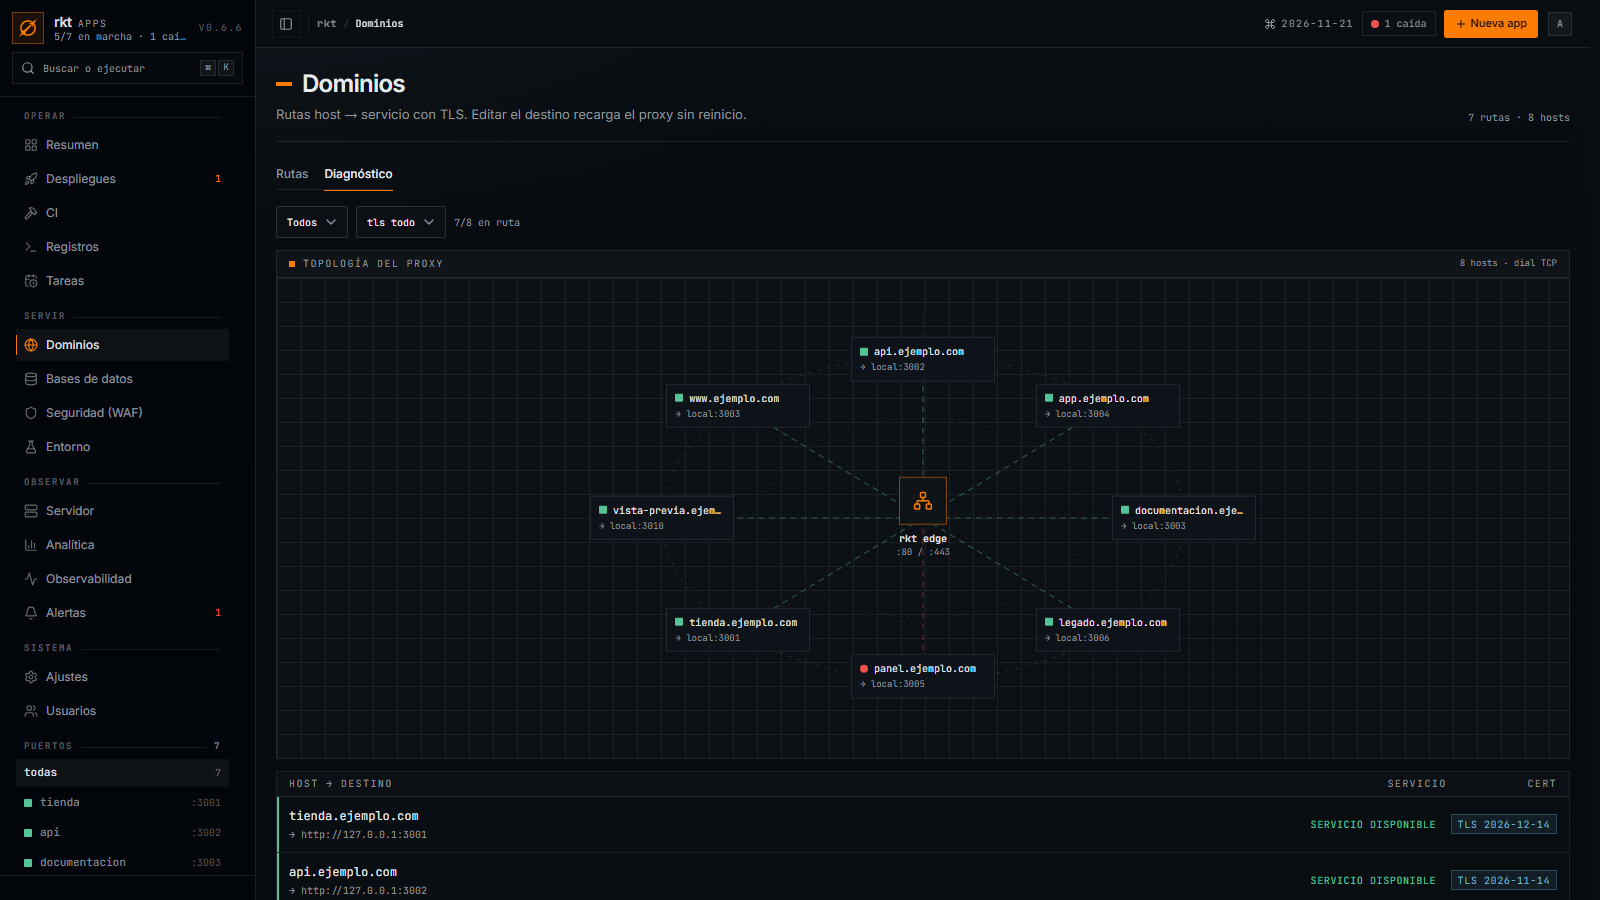 rkt APPS
5/7 en marcha · 1 caí…
V0.6.6
Buscar o ejecutar
⌘ K
OPERAR
Resumen
Despliegues 1
CI
Registros
Tareas
SERVIR
Dominios
Bases de datos
Seguridad (WAF)
Entorno
OBSERVAR
Servidor
Analítica
Observabilidad
Alertas 1
SISTEMA
Ajustes
Usuarios
PUERTOS 7
todas 7
tienda :3001
api :3002
documentacion :3003
rkt / Dominios
⌘ 2026-11-21
1 caída
+ Nueva app
A
Dominios
Rutas host → servicio con TLS. Editar el destino recarga el proxy sin reinicio.
7 rutas · 8 hosts
Rutas Diagnóstico
Todos
tls todo
7/8 en ruta
TOPOLOGÍA DEL PROXY
8 hosts · dial TCP
api.ejemplo.com
→ local:3002
www.ejemplo.com
→ local:3003
app.ejemplo.com
→ local:3004
vista-previa.ejem…
→ local:3010
documentacion.eje…
→ local:3003
rkt edge
:80 / :443
tienda.ejemplo.com
→ local:3001
legado.ejemplo.com
→ local:3006
panel.ejemplo.com
→ local:3005
HOST → DESTINO SERVICIO CERT
tienda.ejemplo.com
→ http://127.0.0.1:3001
SERVICIO DISPONIBLE TLS 2026-12-14
api.ejemplo.com
→ http://127.0.0.1:3002
SERVICIO DISPONIBLE TLS 2026-11-14